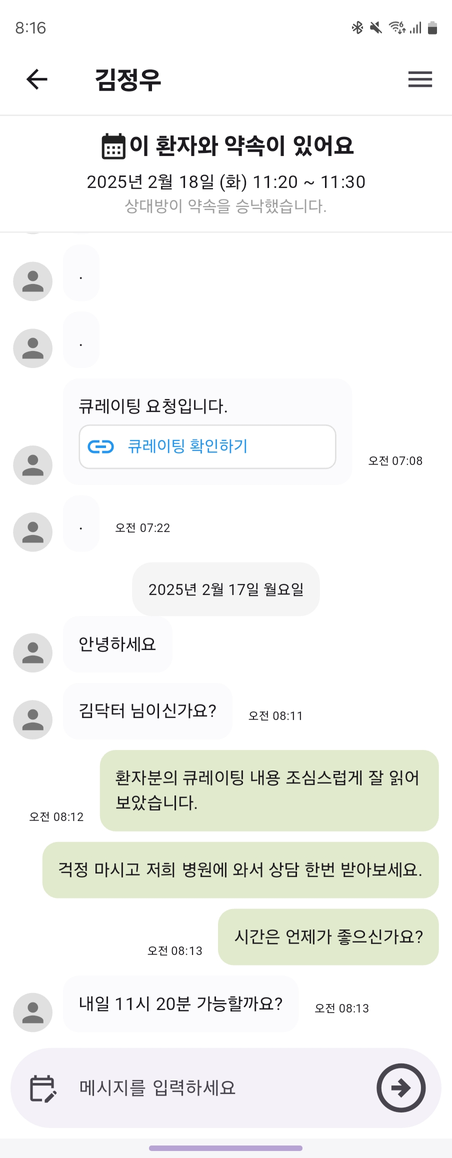 8:16
김정우
이 환자와 약속이 있어요
2025년 2월 18일 (화) 11:20 ~ 11:30
상대방이 약속을 승낙했습니다.
.
.
큐레이팅 요청입니다.
큐레이팅 확인하기
오전 07:08
.
오전 07:22
2025년 2월 17일 월요일
안녕하세요
김닥터 님이신가요?
오전 08:11
환자분의 큐레이팅 내용 조심스럽게 잘 읽어
보았습니다.
오전 08:12
걱정 마시고 저희 병원에 와서 상담 한번 받아보세요.
시간은 언제가 좋으신가요?
오전 08:13
내일 11시 20분 가능할까요?
오전 08:13
메시지를 입력하세요